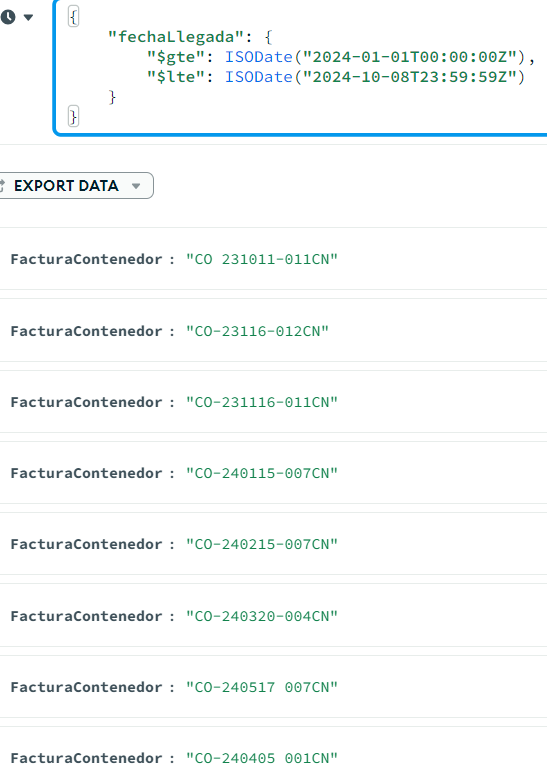 {
"fechaLlegada": {
"$gte": ISODate("2024-01-01T00:00:00Z"),
"$lte": ISODate("2024-10-08T23:59:59Z")
}
}
EXPORT DATA
FacturaContenedor : "CO 231011-011CN"
FacturaContenedor : "CO-23116-012CN"
FacturaContenedor : "CO-231116-011CN"
FacturaContenedor : "CO-240115-007CN"
FacturaContenedor : "CO-240215-007CN"
FacturaContenedor : "CO-240320-004CN"
FacturaContenedor : "CO-240517 007CN"
FacturaContenedor : "CO-240405 001CN"